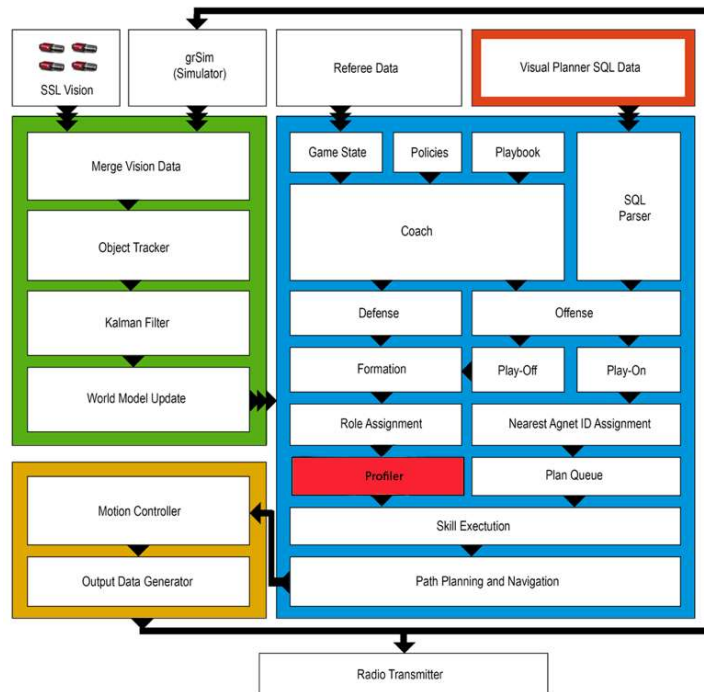 SSL Vision
grSim
(Simulator)
Referee Data
Visual Planner SQL Data
Merge Vision Data
Object Tracker
Kalman Filter
World Model Update
Game State
Policies
Playbook
Coach
SQL
Parser
Defense
Offense
Formation
Play-Off
Play-On
Role Assignment
Nearest Agnet ID Assignment
Profiler
Plan Queue
Skill Exectution
Path Planning and Navigation
Motion Controller
Output Data Generator
Radio Transmitter